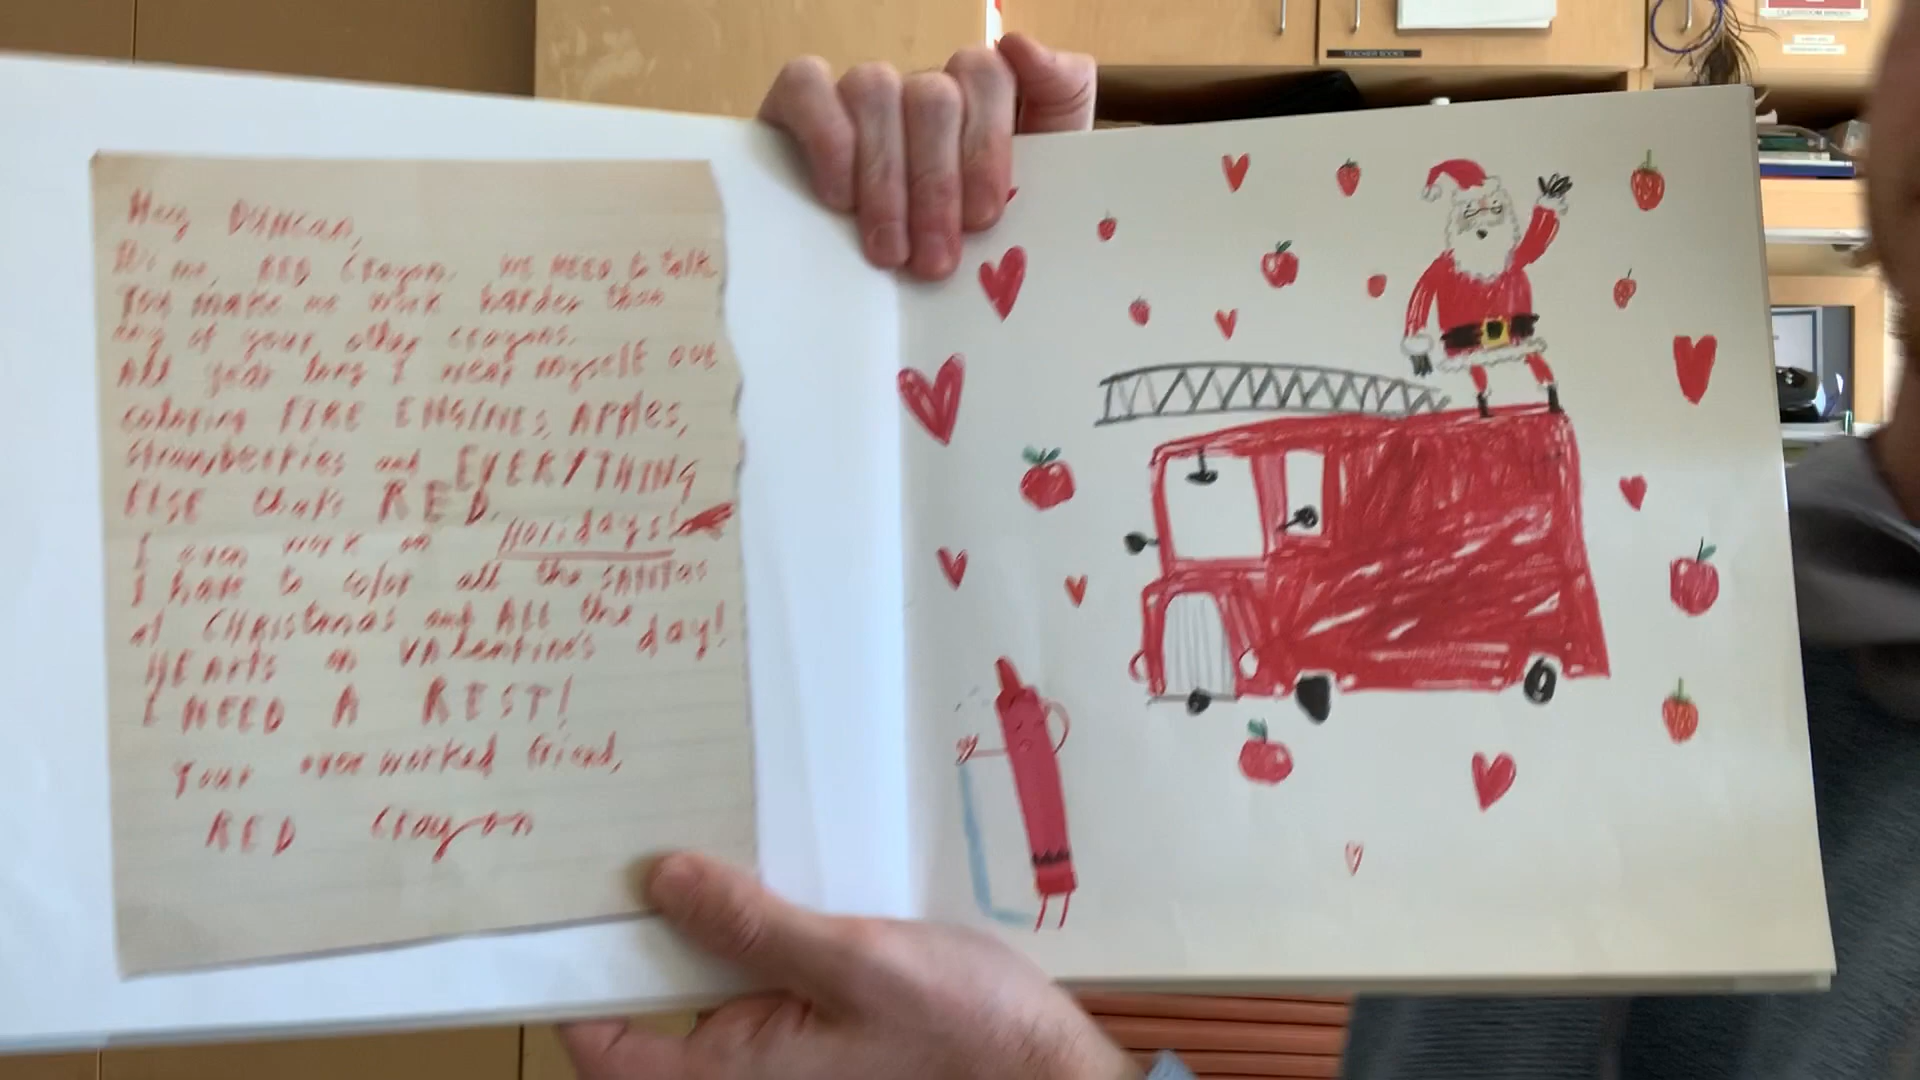 Hey DUNCAN,
It's me, RED Crayon. WE NEED to talk.
You make me work harder than
any of your other crayons.
All year long I wear myself out
coloring FIRE ENGINES, APPles,
strawberries and EVERYTHING
ELSE that's RED.
I even work on Holidays!
I have to color all the SANTAS
at CHRistmas and ALL the
HEArts on VAlentine's day!
I NEED A REST!
Your overworked friend,
RED Crayon
TEACHER BOOKS